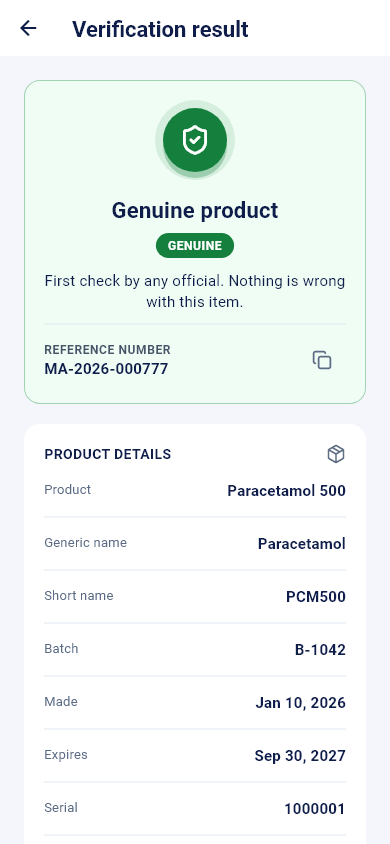 Verification result
Genuine product
GENUINE
First check by any official. Nothing is wrong
with this item.
REFERENCE NUMBER
MA-2026-000777
PRODUCT DETAILS
Product Paracetamol 500
Generic name Paracetamol
Short name PCM500
Batch B-1042
Made Jan 10, 2026
Expires Sep 30, 2027
Serial 1000001